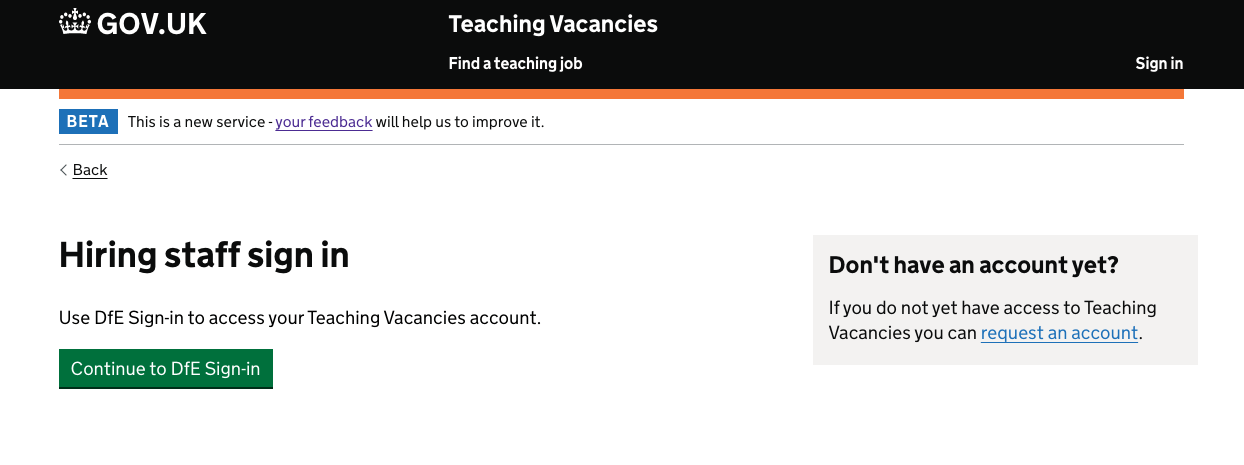 GOV.UK
Teaching Vacancies
Find a teaching job
Sign in
BETA This is a new service - your feedback will help us to improve it.
Back
Hiring staff sign in
Use DfE Sign-in to access your Teaching Vacancies account.
Continue to DfE Sign-in
Don't have an account yet?
If you do not yet have access to Teaching
Vacancies you can request an account.